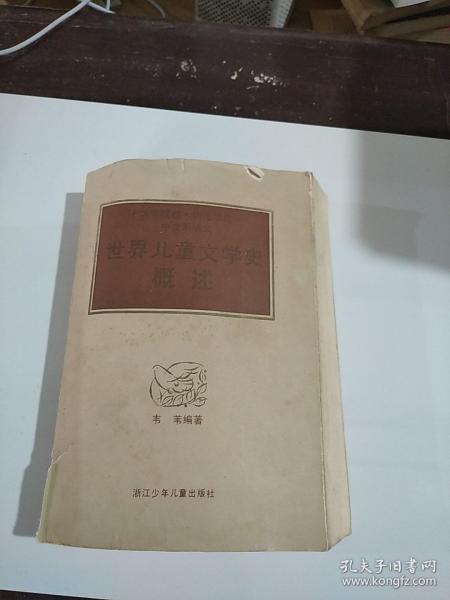 世界儿童文学史
概述
韦 苇编著
浙江少年儿童出版社
孔夫子旧书网
www.kongfz.com